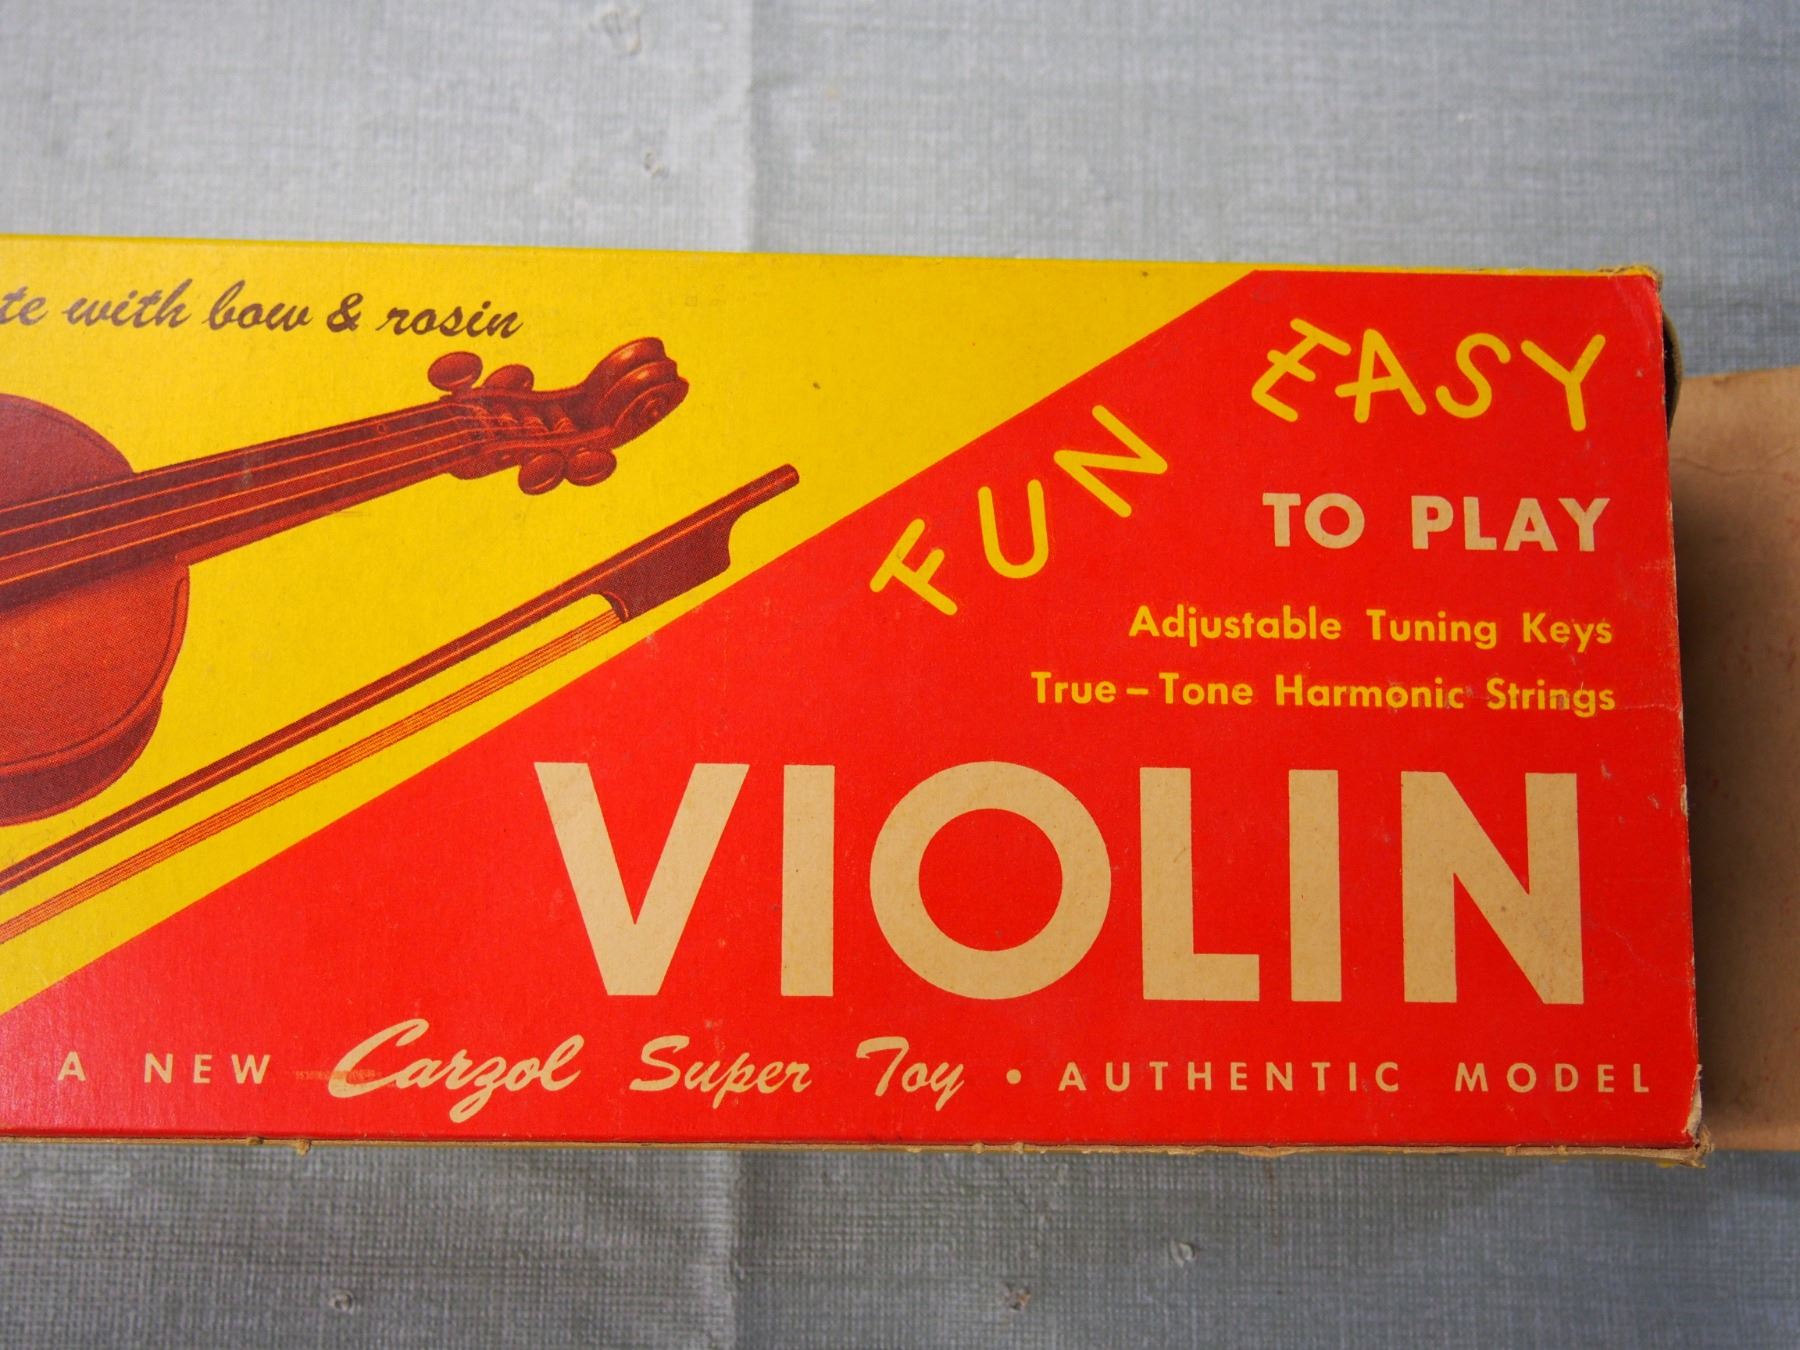 with bow & rosin
FUN EASY
TO PLAY
Adjustable Tuning Keys
True-Tone Harmonic Strings
VIOLIN
A NEW Carzol Super Toy • AUTHENTIC MODEL